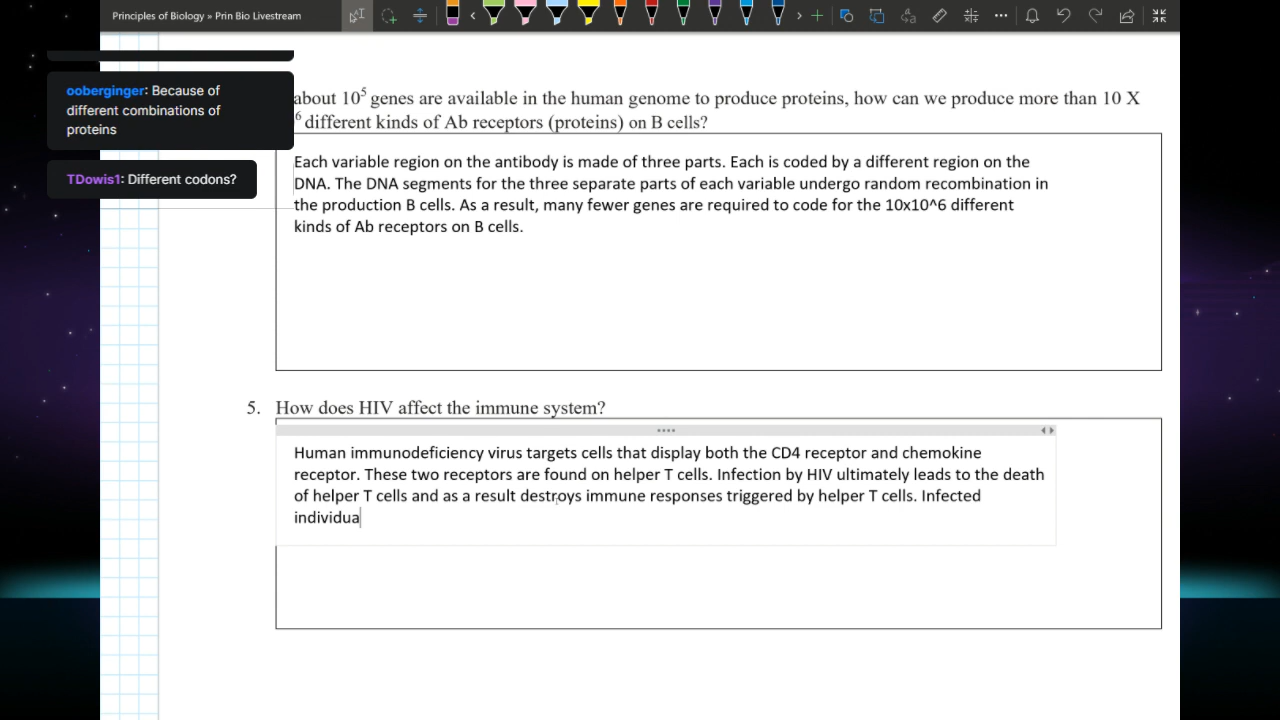 Principles of Biology » Prin Bio Livestream
ooberginger: Because of
different combinations of
proteins
TDowis1: Different codons?
about 10⁵ genes are available in the human genome to produce proteins, how can we produce more than 10 X
⁶ different kinds of Ab receptors (proteins) on B cells?
Each variable region on the antibody is made of three parts. Each is coded by a different region on the
DNA. The DNA segments for the three separate parts of each variable undergo random recombination in
the production B cells. As a result, many fewer genes are required to code for the 10x10^6 different
kinds of Ab receptors on B cells.
5. How does HIV affect the immune system?
Human immunodeficiency virus targets cells that display both the CD4 receptor and chemokine
receptor. These two receptors are found on helper T cells. Infection by HIV ultimately leads to the death
of helper T cells and as a result destroys immune responses triggered by helper T cells. Infected
individua